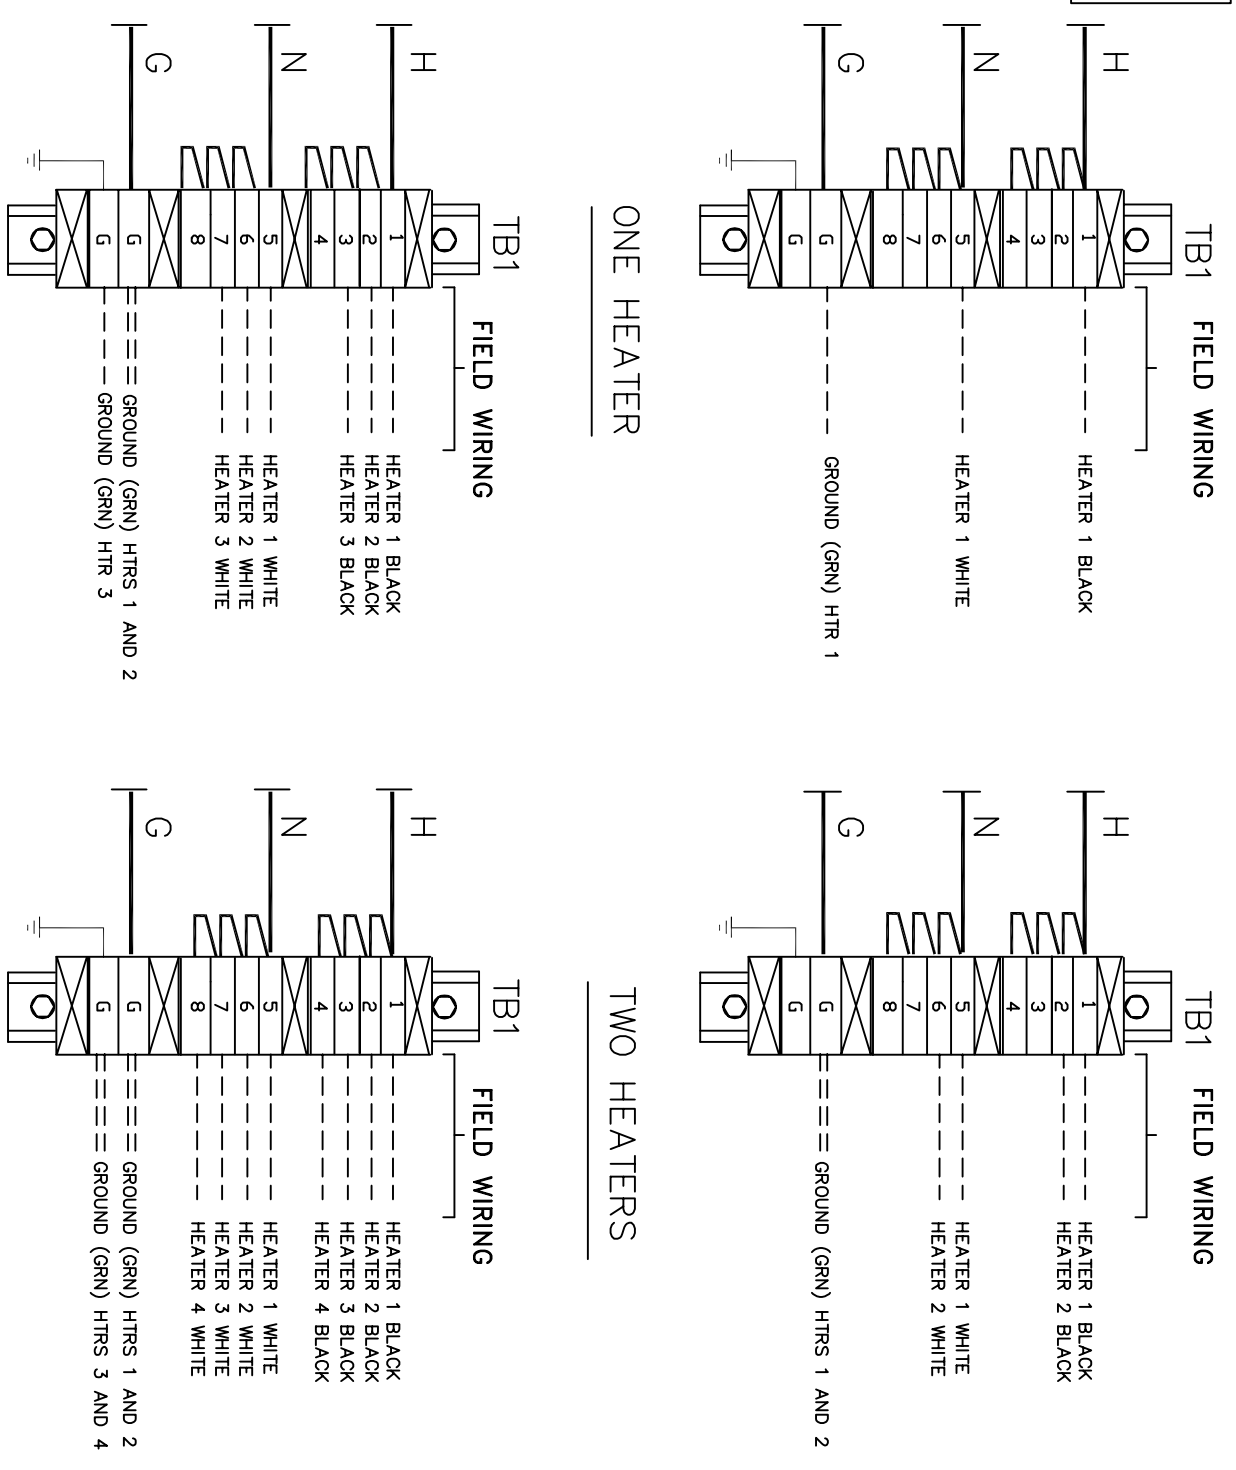 TB1 FIELD WIRING
H
1 HEATER 1 BLACK
2
3
4
N
5 HEATER 1 WHITE
6
7
8
G
G GROUND (GRN) HTR 1
G
ONE HEATER
TB1 FIELD WIRING
H
1 HEATER 1 BLACK
2 HEATER 2 BLACK
3
4
N
5 HEATER 1 WHITE
6 HEATER 2 WHITE
7
8
G
G GROUND (GRN) HTRS 1 AND 2
G
TWO HEATERS
TB1 FIELD WIRING
H
1 HEATER 1 BLACK
2 HEATER 2 BLACK
3 HEATER 3 BLACK
4
N
5 HEATER 1 WHITE
6 HEATER 2 WHITE
7 HEATER 3 WHITE
8
G
G GROUND (GRN) HTRS 1 AND 2
G GROUND (GRN) HTR 3
TB1 FIELD WIRING
H
1 HEATER 1 BLACK
2 HEATER 2 BLACK
3 HEATER 3 BLACK
4 HEATER 4 BLACK
N
5 HEATER 1 WHITE
6 HEATER 2 WHITE
7 HEATER 3 WHITE
8 HEATER 4 WHITE
G
G GROUND (GRN) HTRS 1 AND 2
G GROUND (GRN) HTRS 3 AND 4